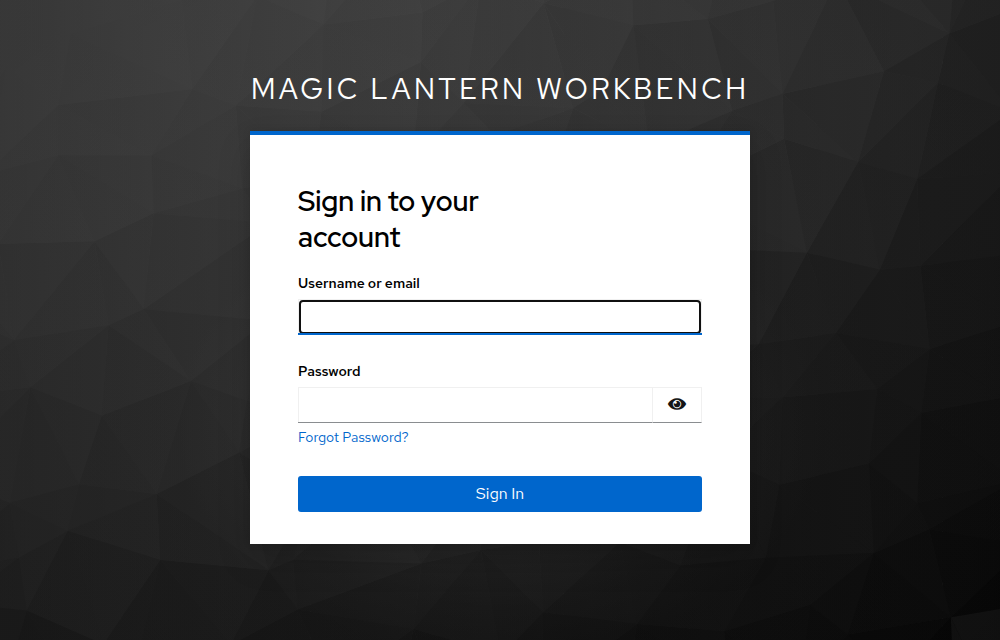 MAGIC LANTERN WORKBENCH
Sign in to your
account
Username or email
Password
Forgot Password?
Sign In